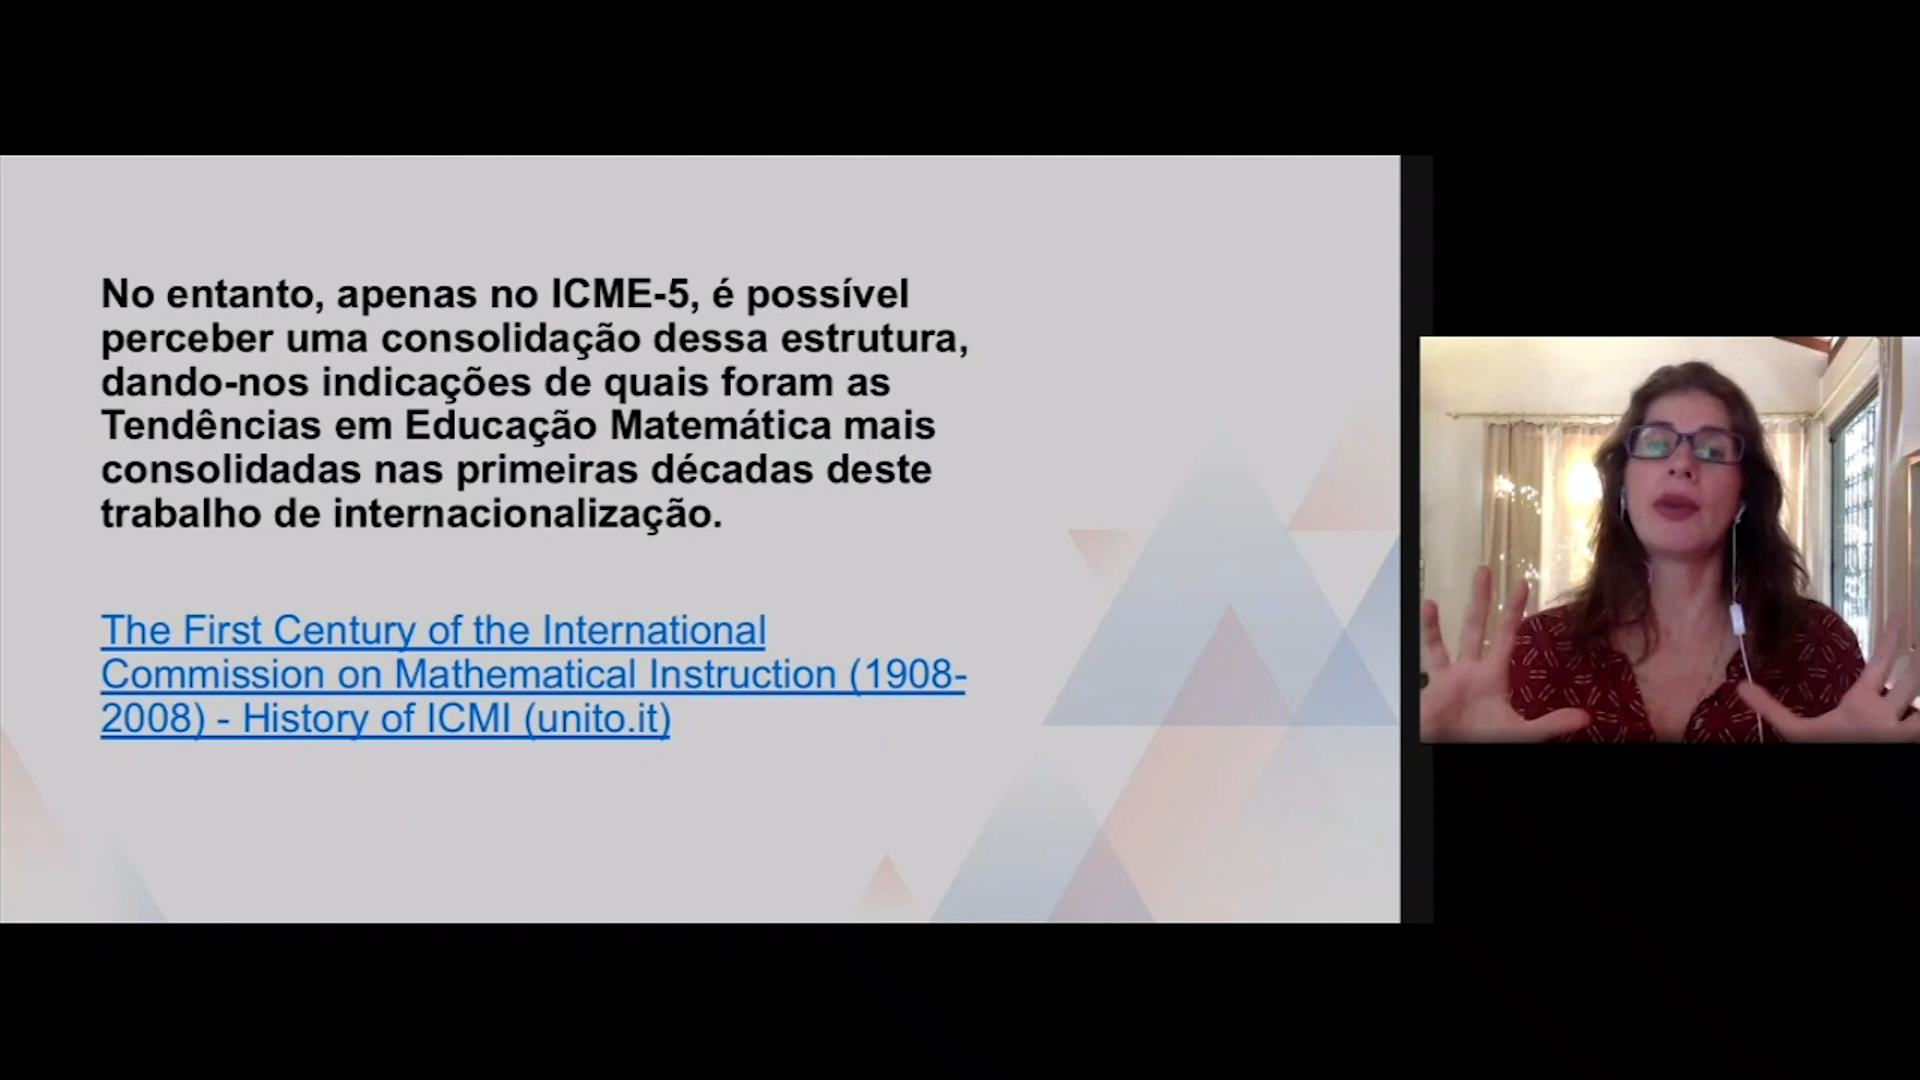 No entanto, apenas no ICME-5, é possível
perceber uma consolidação dessa estrutura,
dando-nos indicações de quais foram as
Tendências em Educação Matemática mais
consolidadas nas primeiras décadas deste
trabalho de internacionalização.
The First Century of the International
Commission on Mathematical Instruction (1908-
2008) - History of ICMI (unito.it)